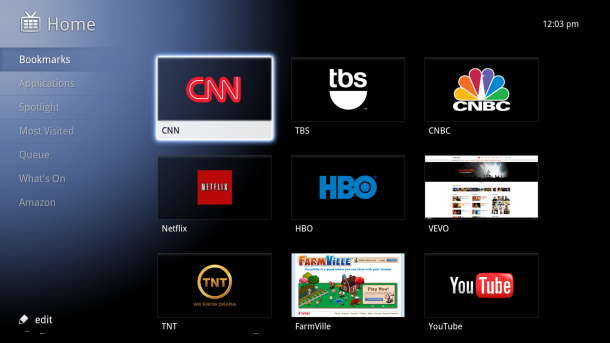 Home
12:03 pm
Bookmarks
Applications
Spotlight
Most Visited
Queue
What's On
Amazon
edit
CNN
CNN
tbs
TBS
CNBC
CNBC
NETFLIX
Netflix
HBO
HBO
VEVO
TNT
WE KNOW DRAMA
TNT
FARMVILLE
Play Now!
FarmVille
YouTube
YouTube